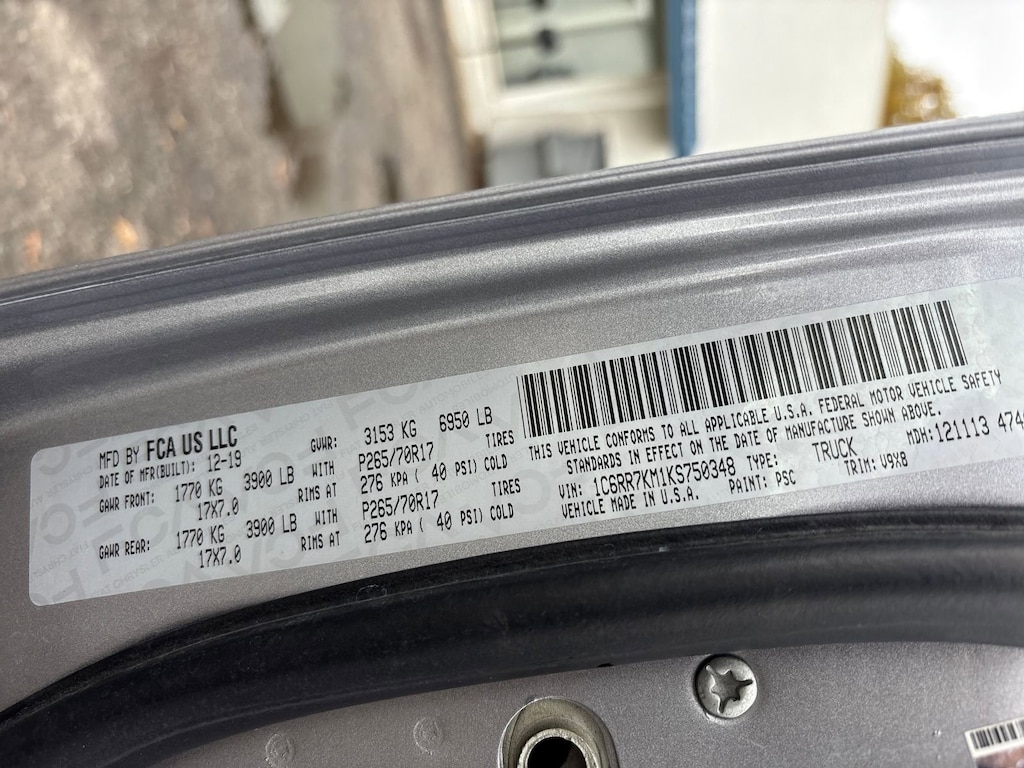 MFD BY FCA US LLC
DATE OF MFR(BUILT): 12-19
GVWR: 3153 KG 6950 LB
GAWR FRONT: 1770 KG 3900 LB WITH P265/70R17 TIRES
17X7.0 RIMS AT 276 KPA ( 40 PSI) COLD
GAWR REAR: 1770 KG 3900 LB WITH P265/70R17 TIRES
17X7.0 RIMS AT 276 KPA ( 40 PSI) COLD
THIS VEHICLE CONFORMS TO ALL APPLICABLE U.S.A. FEDERAL MOTOR VEHICLE SAFETY
STANDARDS IN EFFECT ON THE DATE OF MANUFACTURE SHOWN ABOVE.
VIN: 1C6RR7KM1KS750348 TYPE: TRUCK MDH: 121113 474
VEHICLE MADE IN U.S.A. PAINT: PSC TRIM: V9X8